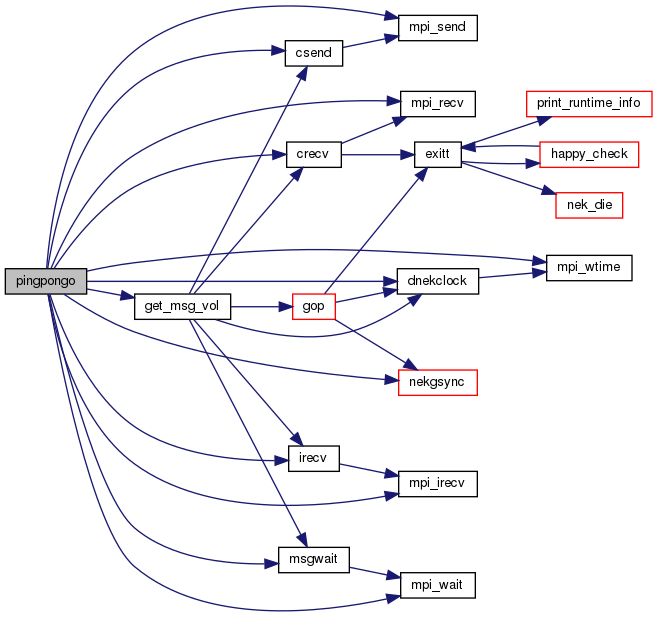 mpi_send
csend
mpi_recv
print_runtime_info
crecv
exitt
happy_check
nek_die
pingpongo
mpi_wtime
dnekclock
get_msg_vol
gop
nekgsync
irecv
mpi_irecv
msgwait
mpi_wait